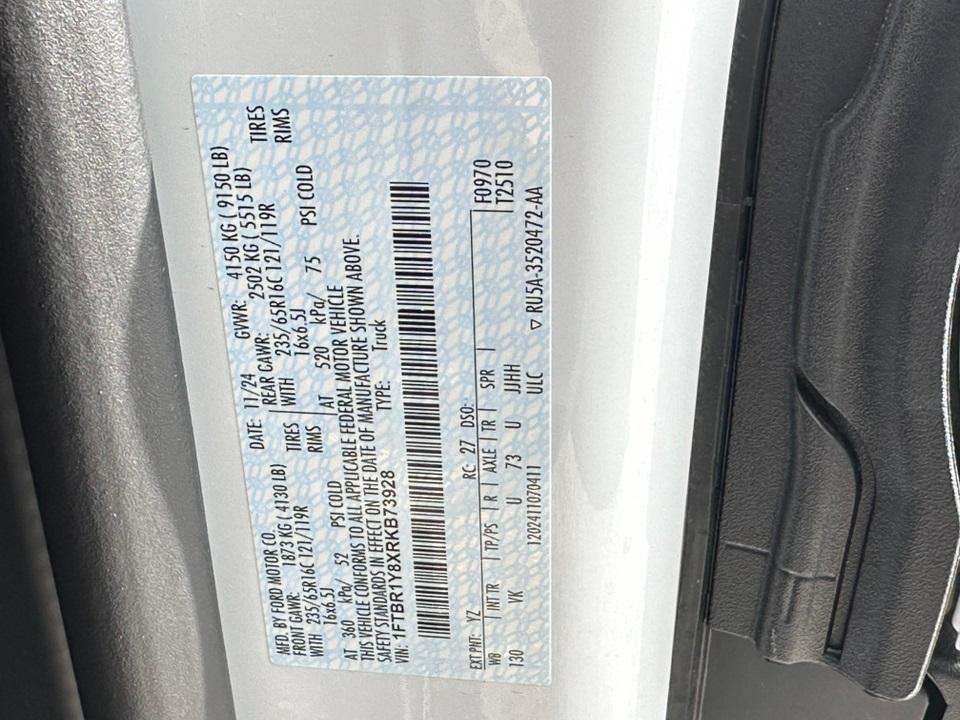 MFD. BY FORD MOTOR CO. DATE: 11/24 GVWR: 4150 KG ( 9150 LB)
FRONT GAWR: 1873 KG ( 4130 LB) REAR GAWR: 2502 KG ( 5515 LB)
WITH 235/65R16C 121/119R TIRES WITH 235/65R16C 121/119R TIRES
16x6.5J RIMS 16x6.5J RIMS
AT 360 kPa/ 52 PSI COLD AT 520 kPa/ 75 PSI COLD
THIS VEHICLE CONFORMS TO ALL APPLICABLE FEDERAL MOTOR VEHICLE
SAFETY STANDARDS IN EFFECT ON THE DATE OF MANUFACTURE SHOWN ABOVE.
VIN: 1FTBR1Y8XRKB73928 TYPE: Truck
EXT PNT: YZ RC: 27 DSO: F0970
WB INT TR TP/PS R AXLE TR SPR T2510
130 VK U 73 U JJHH
1202411070411 ULC ▽ RU5A-3520472-AA